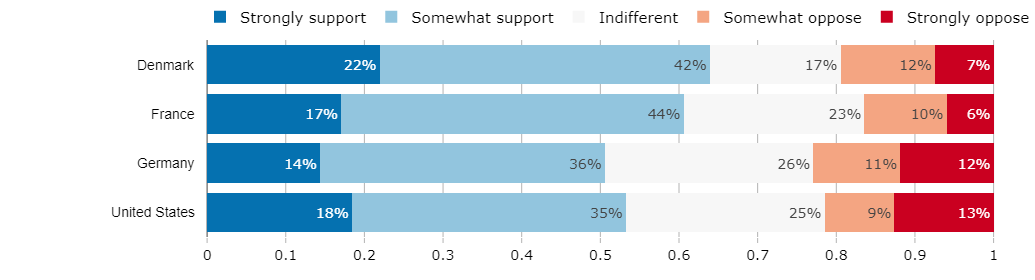 Strongly support Somewhat support Indifferent Somewhat oppose Strongly oppose
Denmark 22% 42% 17% 12% 7%
France 17% 44% 23% 10% 6%
Germany 14% 36% 26% 11% 12%
United States 18% 35% 25% 9% 13%
0 0.1 0.2 0.3 0.4 0.5 0.6 0.7 0.8 0.9 1